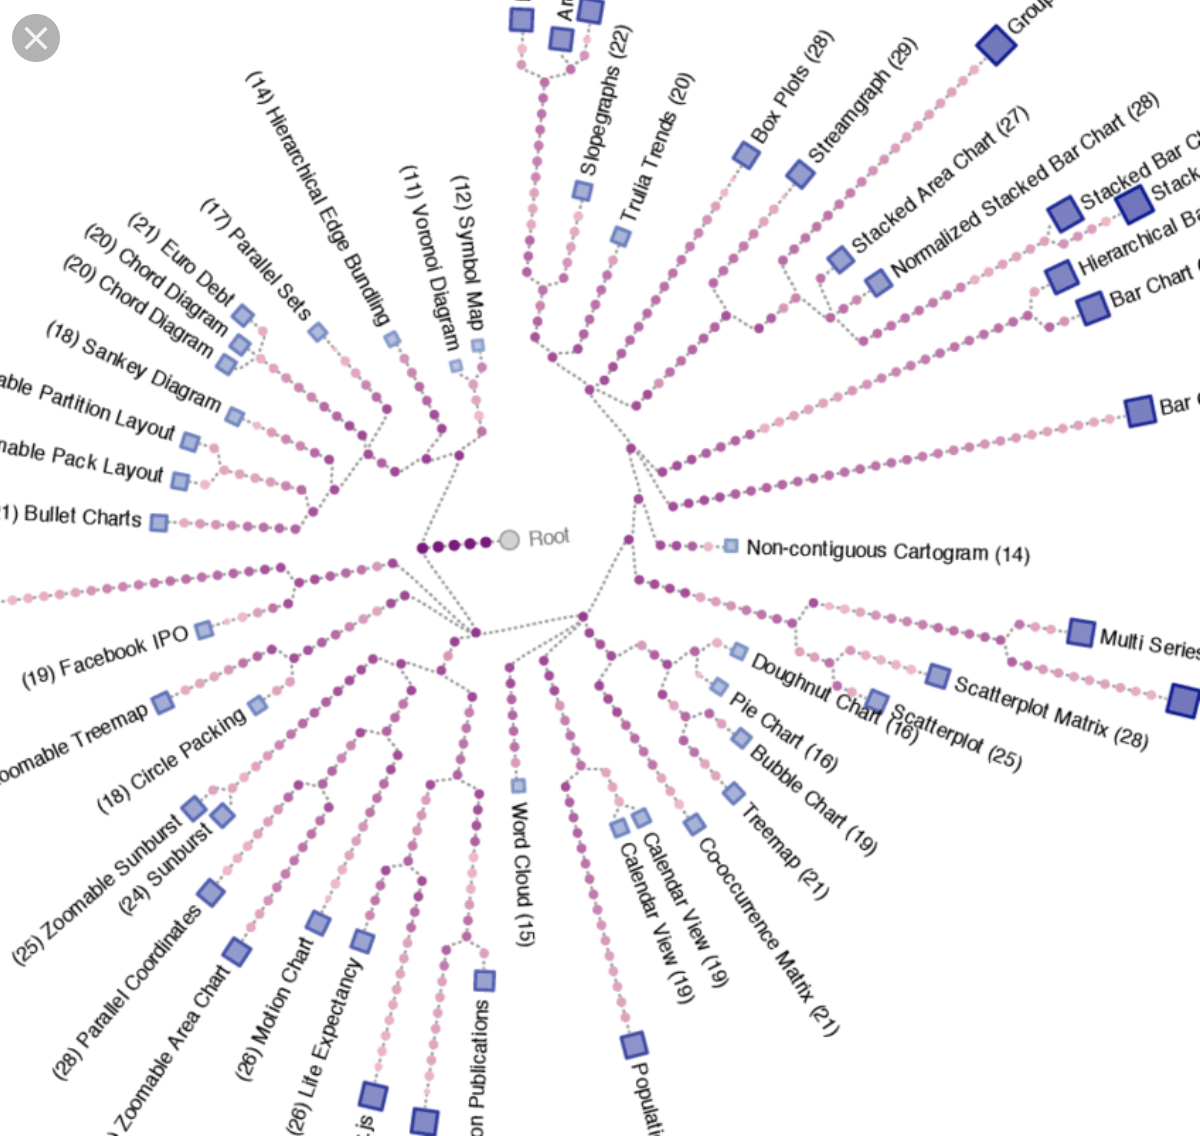 Slopegraphs (22)
Trulia Trends (20)
Box Plots (28)
Streamgraph (29)
Group
Stacked Area Chart (27)
Normalized Stacked Bar Chart (28)
Stacked Bar C
Stack
Hierarchical Ba
Bar Chart (
Bar
Root
Non-contiguous Cartogram (14)
Multi Series
Scatterplot Matrix (28)
Scatterplot (25)
Doughnut Chart (16)
Pie Chart (16)
Bubble Chart (19)
Treemap (21)
Co-occurrence Matrix (21)
Calendar View (19)
Calendar View (19)
Populati
Word Cloud (15)
on Publications
.js
(26) Life Expectancy
(26) Motion Chart
) Zoomable Area Chart
(28) Parallel Coordinates
(24) Sunburst
(25) Zoomable Sunburst
(18) Circle Packing
oomable Treemap
(19) Facebook IPO
1) Bullet Charts
mable Pack Layout
able Partition Layout
(18) Sankey Diagram
(20) Chord Diagram
(20) Chord Diagram
(21) Euro Debt
(17) Parallel Sets
(14) Hierarchical Edge Bundling
(11) Voronoi Diagram
(12) Symbol Map